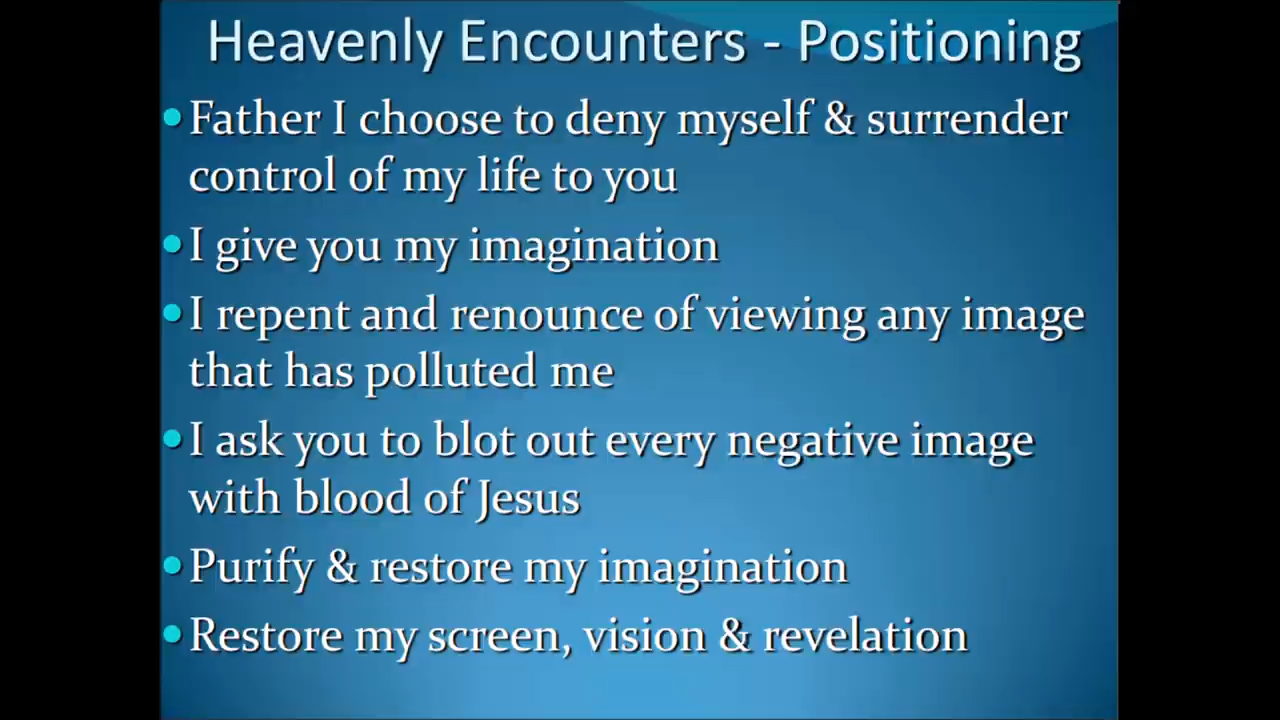 Heavenly Encounters - Positioning
• Father I choose to deny myself & surrender
control of my life to you
• I give you my imagination
• I repent and renounce of viewing any image
that has polluted me
• I ask you to blot out every negative image
with blood of Jesus
• Purify & restore my imagination
• Restore my screen, vision & revelation